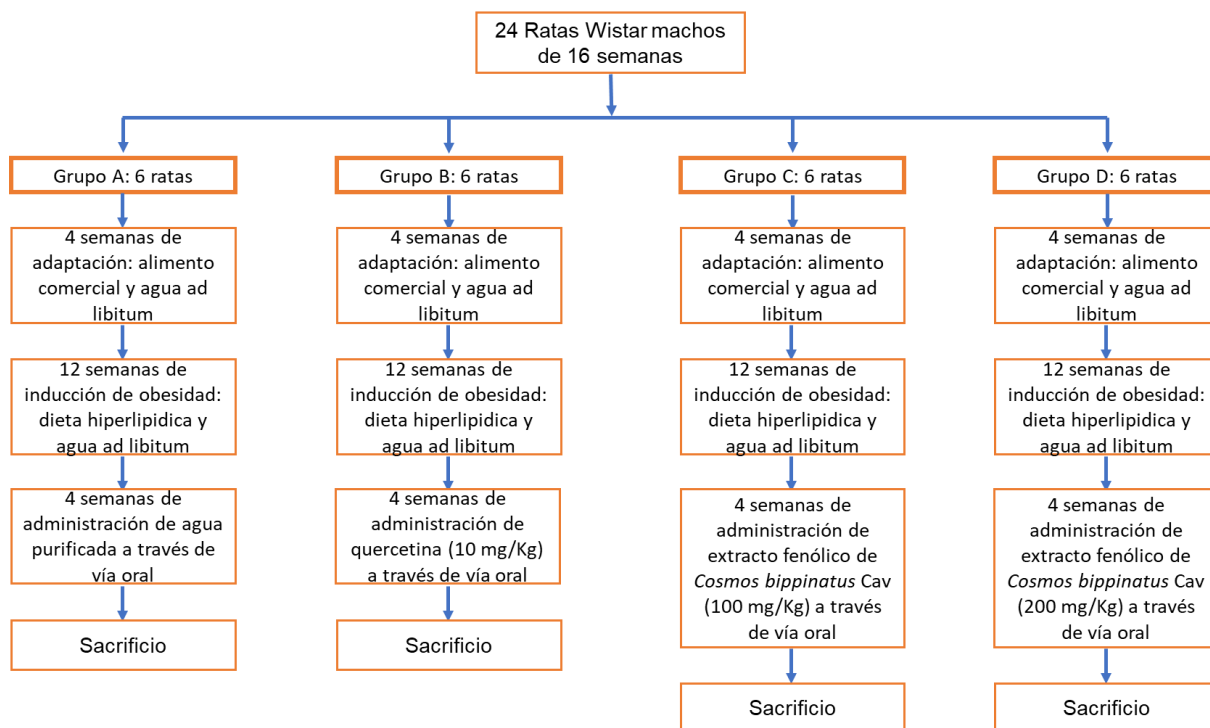 24 Ratas Wistar machos
de 16 semanas
Grupo A: 6 ratas
4 semanas de
adaptación: alimento
comercial y agua ad
libitum
12 semanas de
inducción de obesidad:
dieta hiperlipidica y
agua ad libitum
4 semanas de
administración de agua
purificada a través de
vía oral
Sacrificio
Grupo B: 6 ratas
4 semanas de
adaptación: alimento
comercial y agua ad
libitum
12 semanas de
inducción de obesidad:
dieta hiperlipidica y
agua ad libitum
4 semanas de
administración de
quercetina (10 mg/Kg)
a través de vía oral
Sacrificio
Grupo C: 6 ratas
4 semanas de
adaptación: alimento
comercial y agua ad
libitum
12 semanas de
inducción de obesidad:
dieta hiperlipidica y
agua ad libitum
4 semanas de
administración de
extracto fenólico de
Cosmos bippinatus Cav
(100 mg/Kg) a través
de vía oral
Sacrificio
Grupo D: 6 ratas
4 semanas de
adaptación: alimento
comercial y agua ad
libitum
12 semanas de
inducción de obesidad:
dieta hiperlipidica y
agua ad libitum
4 semanas de
administración de
extracto fenólico de
Cosmos bippinatus Cav
(200 mg/Kg) a través
de vía oral
Sacrificio